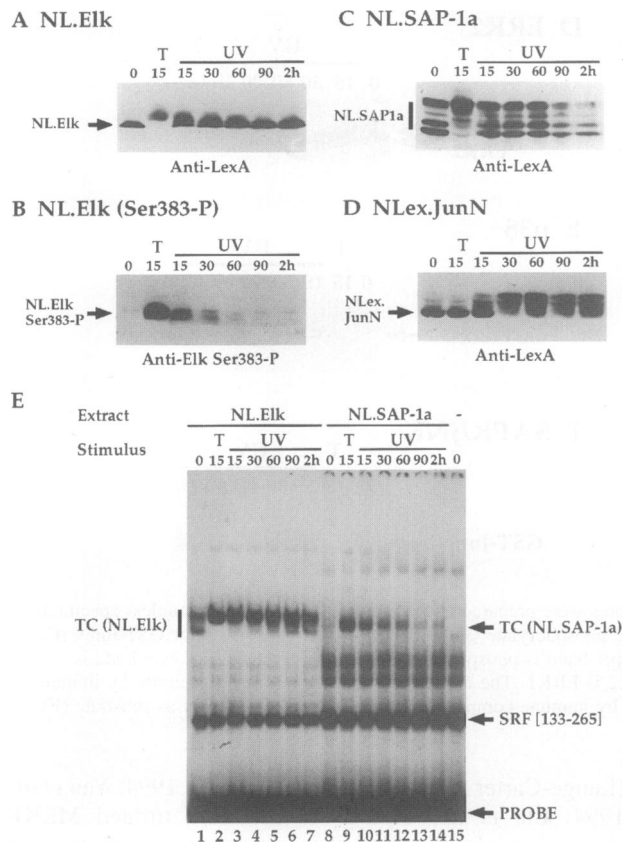 A NL.Elk
T UV
0 15 15 30 60 90 2h
NL.Elk
Anti-LexA
C NL.SAP-1a
T UV
0 15 15 30 60 90 2h
NL.SAP1a
Anti-LexA
B NL.Elk (Ser383-P)
T UV
0 15 15 30 60 90 2h
NL.Elk
Ser383-P
Anti-Elk Ser383-P
D NLex.JunN
T UV
0 15 15 30 60 90 2h
NLex.
JunN
Anti-LexA
E
Extract NL.Elk NL.SAP-1a -
Stimulus T UV T UV
0 15 15 30 60 90 2h 0 15 15 30 60 90 2h 0
TC (NL.Elk)
TC (NL.SAP-1a)
SRF [133-265]
PROBE
1 2 3 4 5 6 7 8 9 10 11 12 13 14 15